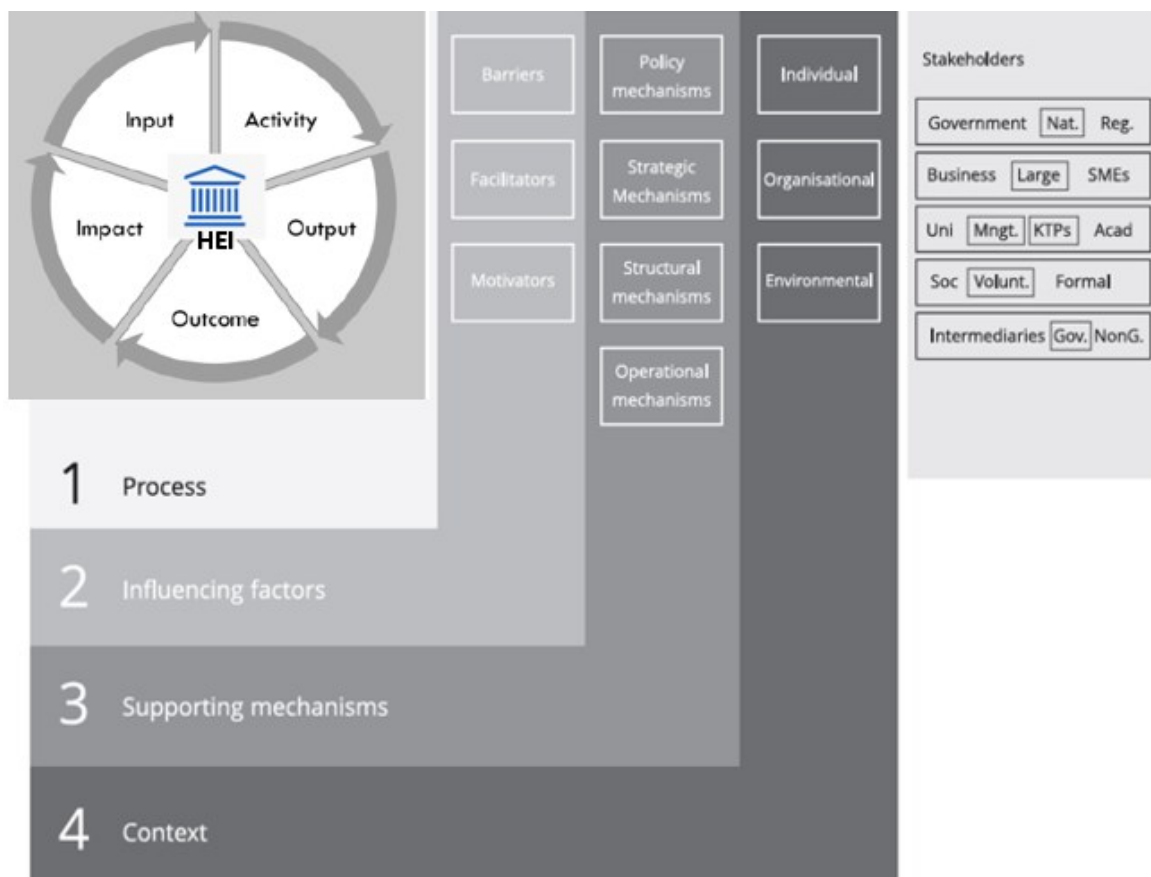 Input
Activity
Impact
HEI
Output
Outcome
Barriers
Facilitators
Motivators
Policy
mechanisms
Strategic
Mechanisms
Structural
mechanisms
Operational
mechanisms
Individual
Organisational
Environmental
Stakeholders
Government Nat. Reg.
Business Large SMEs
Uni Mngt. KTPs Acad
Soc Volunt. Formal
Intermediaries Gov. NonG.
1 Process
2 Influencing factors
3 Supporting mechanisms
4 Context